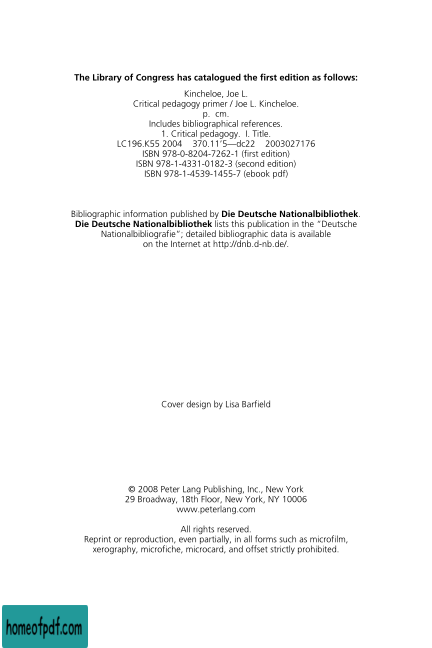 The Library of Congress has catalogued the first edition as follows:
Kincheloe, Joe L.
Critical pedagogy primer / Joe L. Kincheloe.
p. cm.
Includes bibliographical references.
1. Critical pedagogy. I. Title.
LC196.K55 2004 370.11'5—dc22 2003027176
ISBN 978-0-8204-7262-1 (first edition)
ISBN 978-1-4331-0182-3 (second edition)
ISBN 978-1-4539-1455-7 (ebook pdf)
Bibliographic information published by Die Deutsche Nationalbibliothek.
Die Deutsche Nationalbibliothek lists this publication in the "Deutsche
Nationalbibliografie"; detailed bibliographic data is available
on the Internet at http://dnb.d-nb.de/.
Cover design by Lisa Barfield
© 2008 Peter Lang Publishing, Inc., New York
29 Broadway, 18th Floor, New York, NY 10006
www.peterlang.com
All rights reserved.
Reprint or reproduction, even partially, in all forms such as microfilm,
xerography, microfiche, microcard, and offset strictly prohibited.
homeofpdf.com